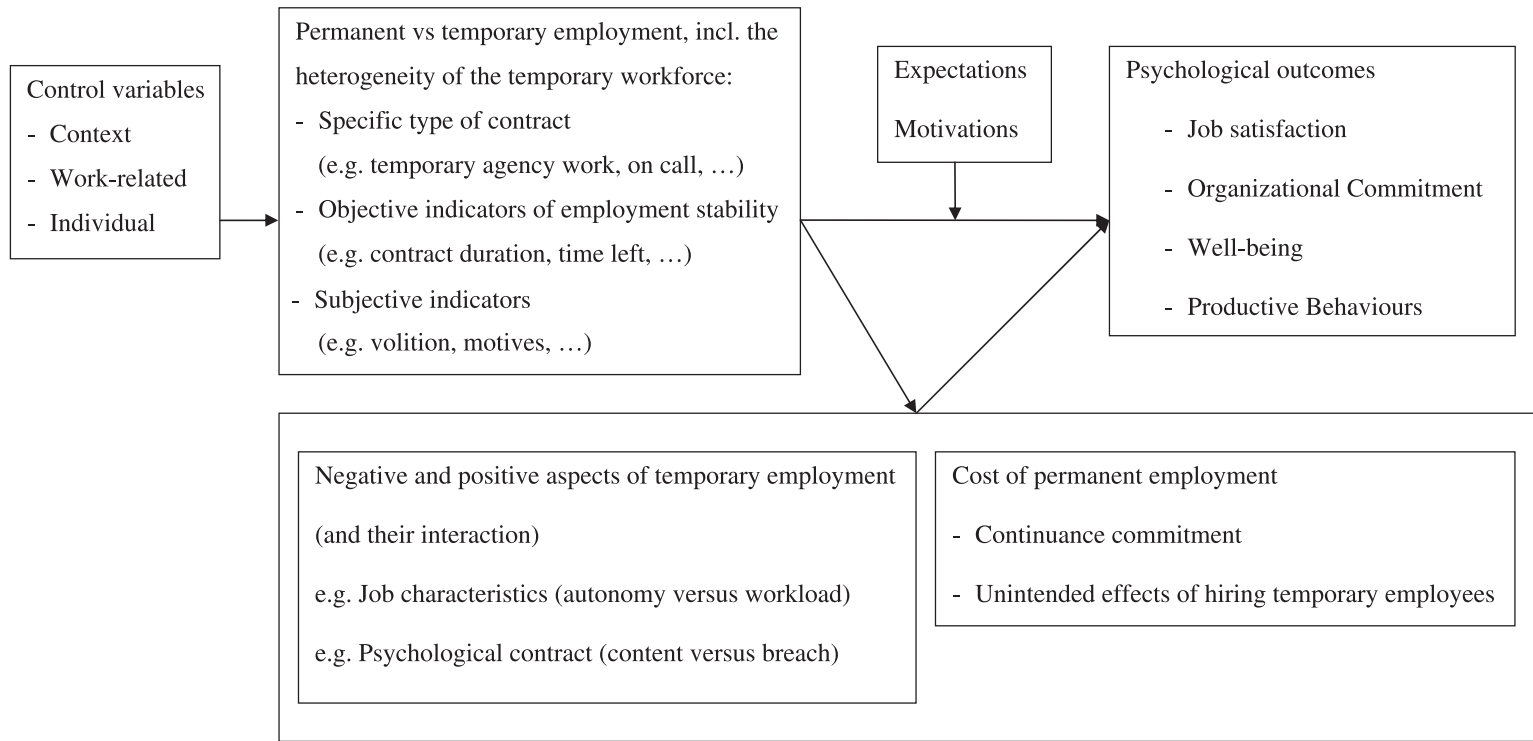 Control variables
- Context
- Work-related
- Individual
Permanent vs temporary employment, incl. the
heterogeneity of the temporary workforce:
- Specific type of contract
(e.g. temporary agency work, on call, …)
- Objective indicators of employment stability
(e.g. contract duration, time left, …)
- Subjective indicators
(e.g. volition, motives, …)
Expectations
Motivations
Psychological outcomes
- Job satisfaction
- Organizational Commitment
- Well-being
- Productive Behaviours
Negative and positive aspects of temporary employment
(and their interaction)
e.g. Job characteristics (autonomy versus workload)
e.g. Psychological contract (content versus breach)
Cost of permanent employment
- Continuance commitment
- Unintended effects of hiring temporary employees